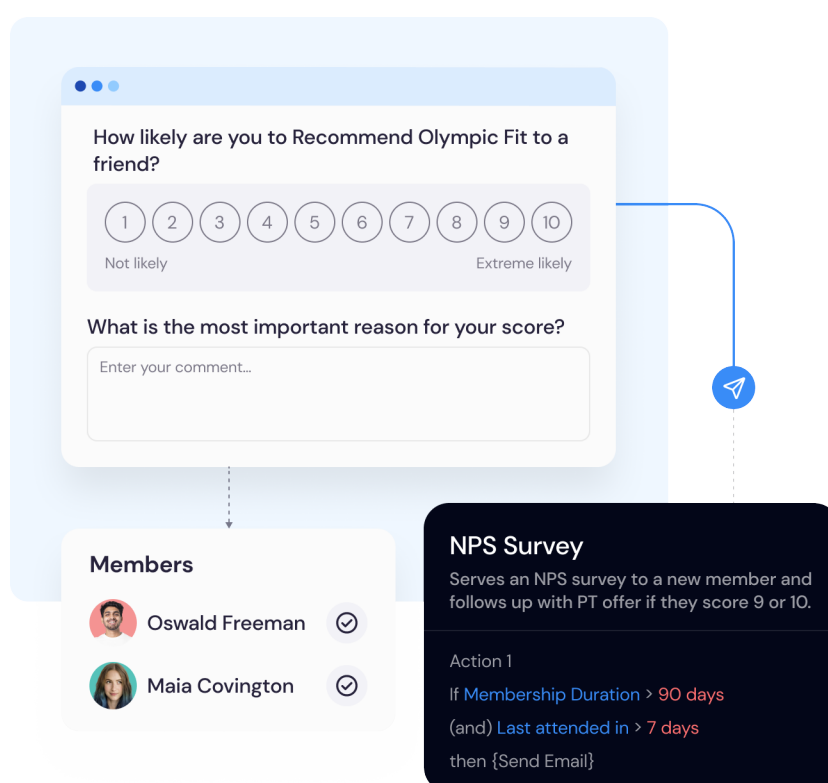 How likely are you to Recommend Olympic Fit to a
friend?
1 2 3 4 5 6 7 8 9 10
Not likely Extreme likely
What is the most important reason for your score?
Enter your comment...
Members
Oswald Freeman
Maia Covington
NPS Survey
Serves an NPS survey to a new member and
follows up with PT offer if they score 9 or 10.
Action 1
If Membership Duration > 90 days
(and) Last attended in > 7 days
then {Send Email}